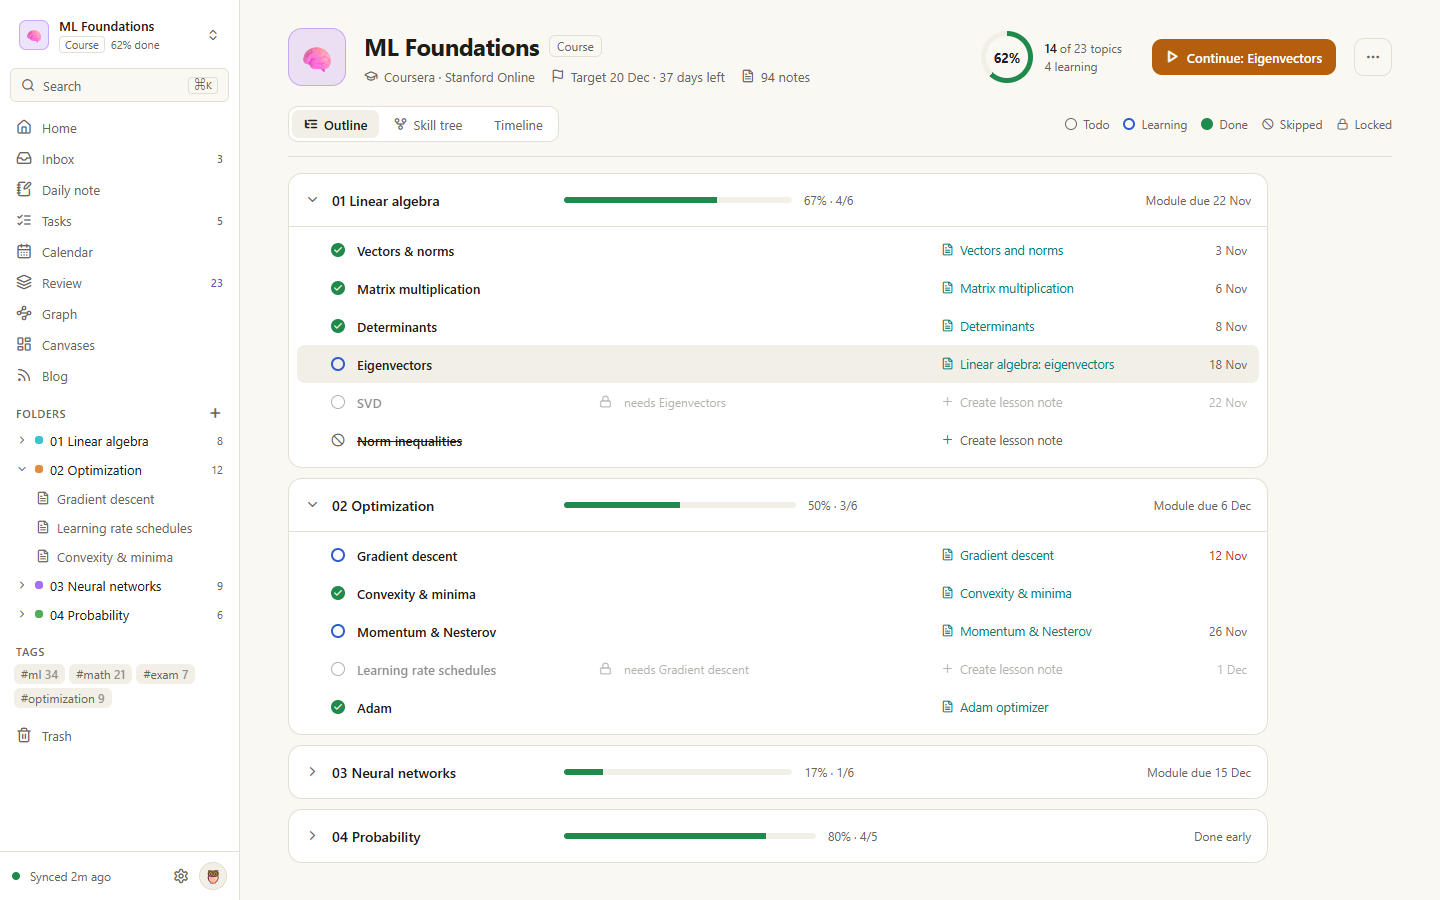 ML Foundations
Course 62% done
Search ⌘K
Home
Inbox 3
Daily note
Tasks 5
Calendar
Review 23
Graph
Canvases
Blog
FOLDERS
01 Linear algebra 8
02 Optimization 12
Gradient descent
Learning rate schedules
Convexity & minima
03 Neural networks 9
04 Probability 6
TAGS
#ml 34 #math 21 #exam 7
#optimization 9
Trash
Synced 2m ago
ML Foundations Course
Coursera · Stanford Online Target 20 Dec · 37 days left 94 notes
62%
14 of 23 topics
4 learning
Continue: Eigenvectors
Outline Skill tree Timeline
Todo Learning Done Skipped Locked
01 Linear algebra 67% · 4/6 Module due 22 Nov
Vectors & norms Vectors and norms 3 Nov
Matrix multiplication Matrix multiplication 6 Nov
Determinants Determinants 8 Nov
Eigenvectors Linear algebra: eigenvectors 18 Nov
SVD needs Eigenvectors Create lesson note 22 Nov
Norm inequalities Create lesson note
02 Optimization 50% · 3/6 Module due 6 Dec
Gradient descent Gradient descent 12 Nov
Convexity & minima Convexity & minima
Momentum & Nesterov Momentum & Nesterov 26 Nov
Learning rate schedules needs Gradient descent Create lesson note 1 Dec
Adam Adam optimizer
03 Neural networks 17% · 1/6 Module due 15 Dec
04 Probability 80% · 4/5 Done early